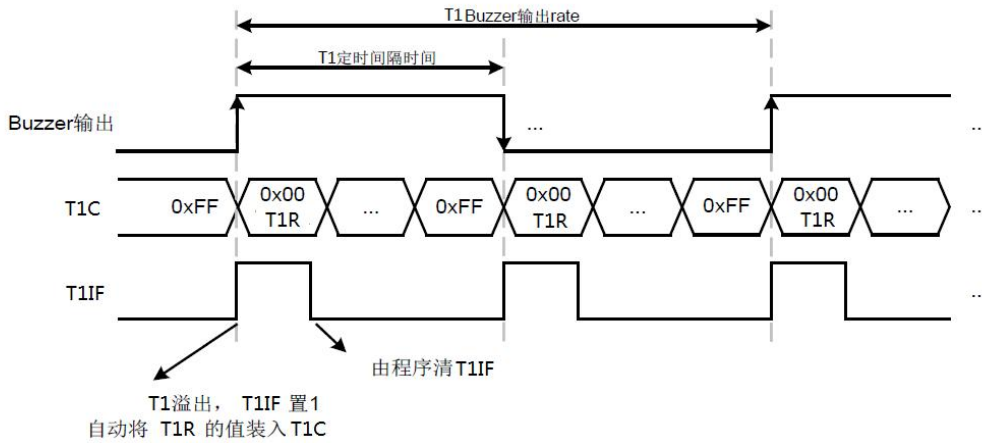 T1Buzzer输出rate
T1定时间隔时间
Buzzer输出
...
..
T1C
0xFF
0x00
T1R
...
0xFF
0x00
T1R
...
0xFF
0x00
T1R
...
..
T1IF
..
由程序清T1IF
T1溢出， T1IF 置1
自动将 T1R 的值装入T1C